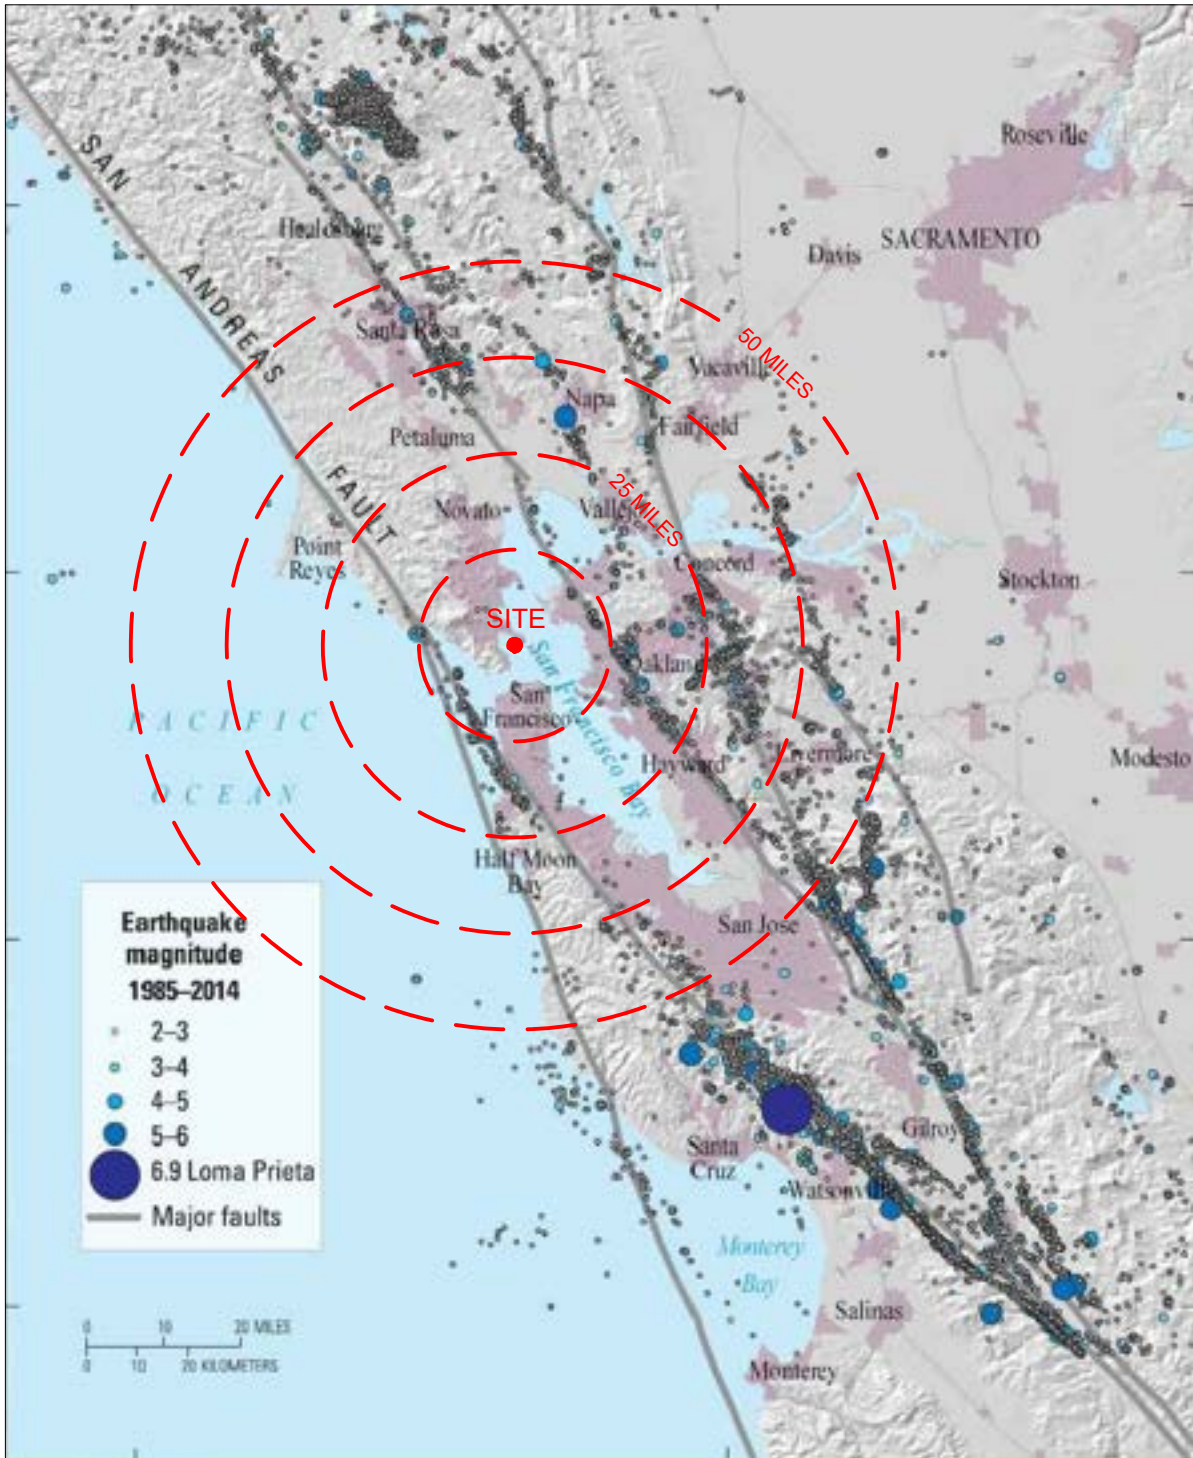 Roseville
SAN
Healdsburg
SACRAMENTO
Davis
ANDREAS
Santa Rosa
50 MILES
Vacaville
Napa
Fairfield
Petaluma
FAULT
25 MILES
Novato
Point
Reyes
Concord
Stockton
SITE
Oakland
San
Francisco
San Francisco Bay
PACIFIC
OCEAN
Hayward
Livermore
Modesto
Half Moon
Bay
San Jose
Earthquake
magnitude
1985–2014
2–3
3–4
4–5
5–6
6.9 Loma Prieta
Major faults
Gilroy
Santa
Cruz
Watsonville
Monterey
Bay
Salinas
Monterey
0 10 20 MILES
0 10 20 KILOMETERS